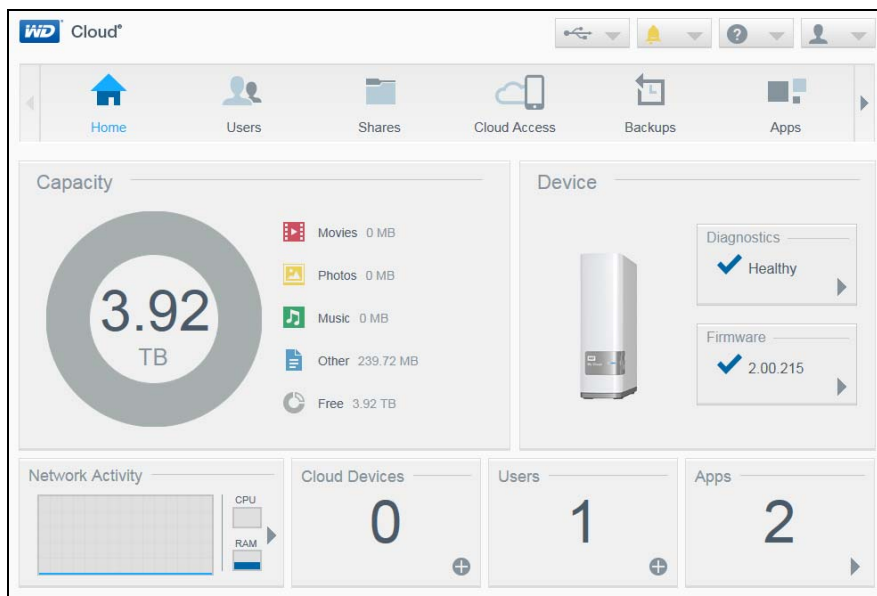 WD Cloud
Home
Users
Shares
Cloud Access
Backups
Apps
Capacity
3.92
TB
Movies 0 MB
Photos 0 MB
Music 0 MB
Other 239.72 MB
Free 3.92 TB
Device
Diagnostics
Healthy
Firmware
2.00.215
Network Activity
CPU
RAM
Cloud Devices
0
Users
1
Apps
2